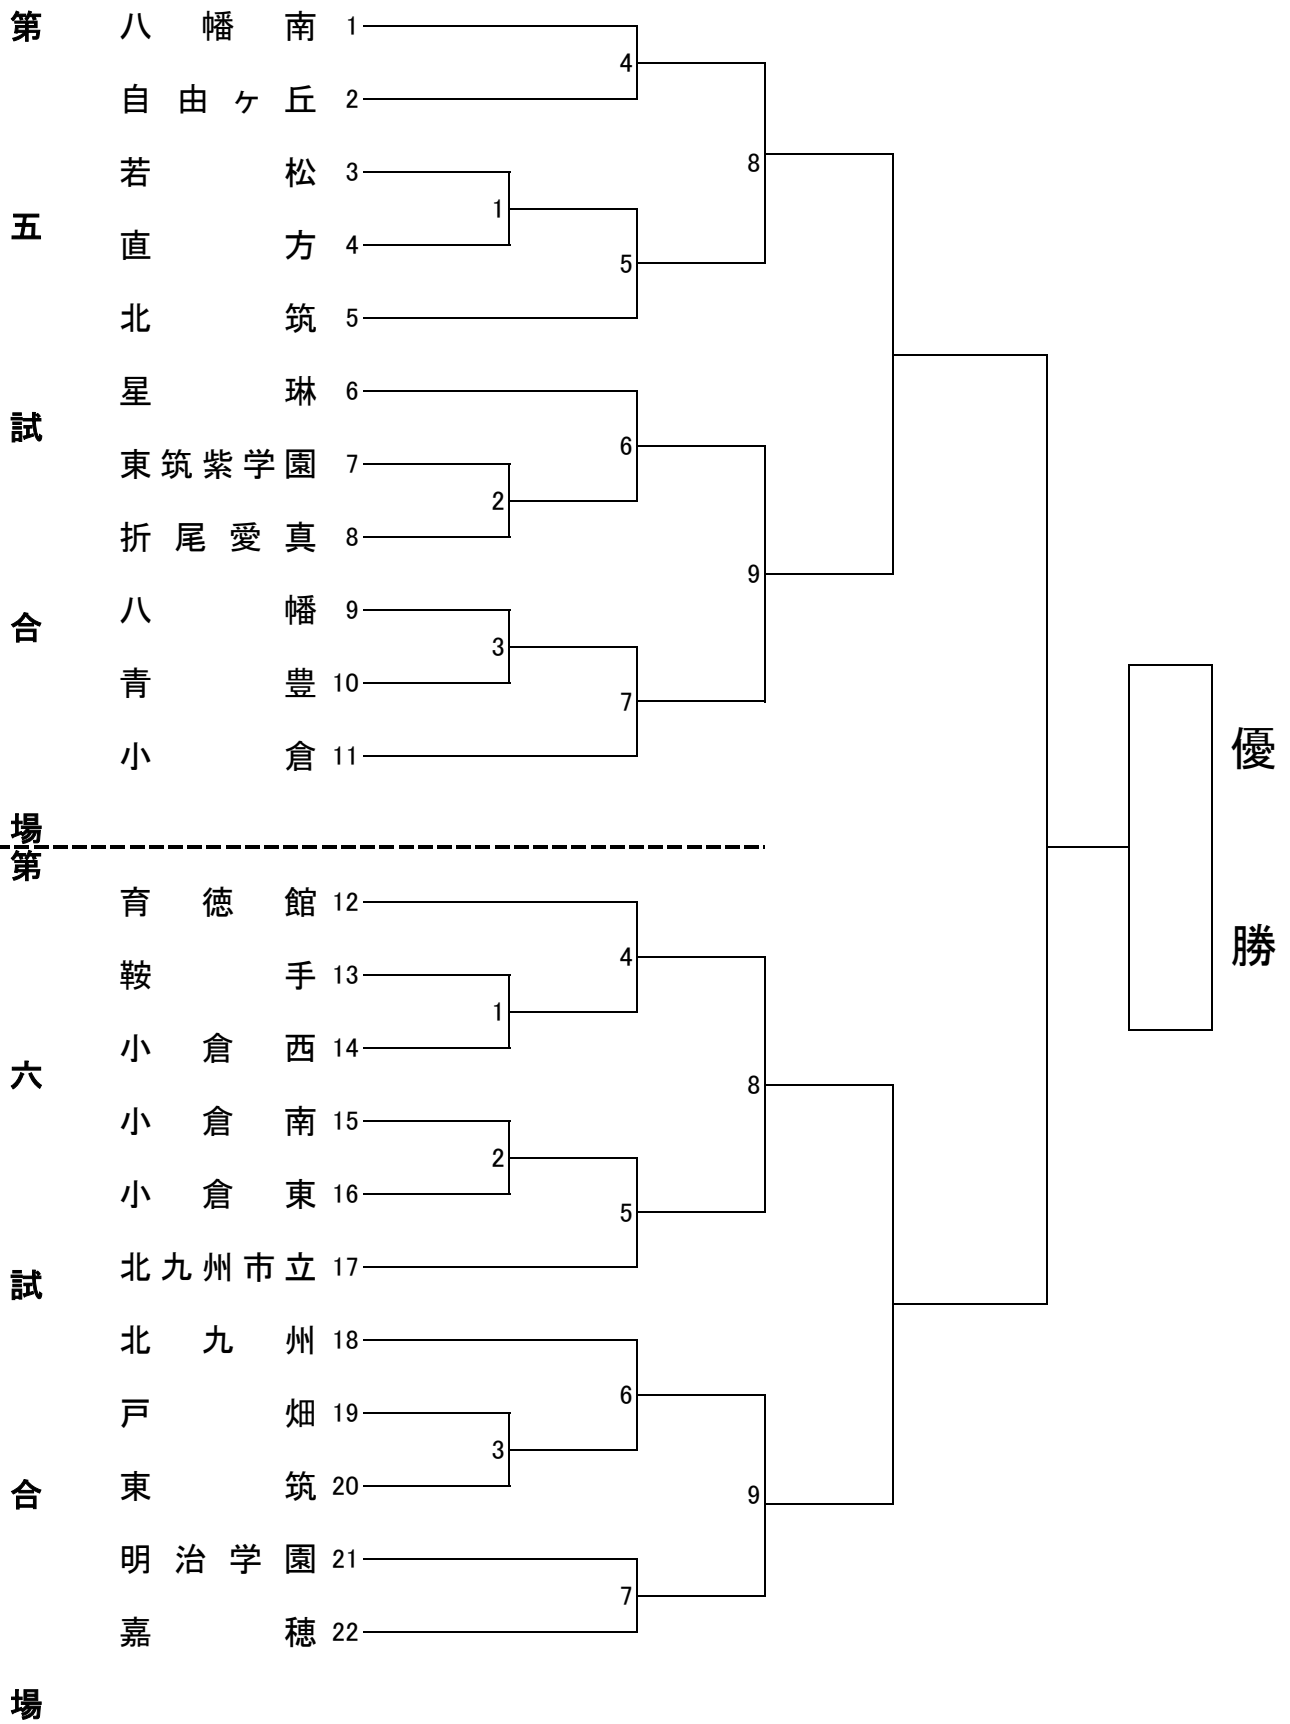 第五試合場
八幡南 1
自由ヶ丘 2
若松 3
直方 4
北筑 5
星琳 6
東筑紫学園 7
折尾愛真 8
八幡 9
青豊 10
小倉 11
4
1
5
8
6
2
3
7
9
第六試合場
育徳館 12
鞍手 13
小倉西 14
小倉南 15
小倉東 16
北九州市立 17
北九州 18
戸畑 19
東筑 20
明治学園 21
嘉穂 22
4
1
2
5
8
6
3
7
9
優勝